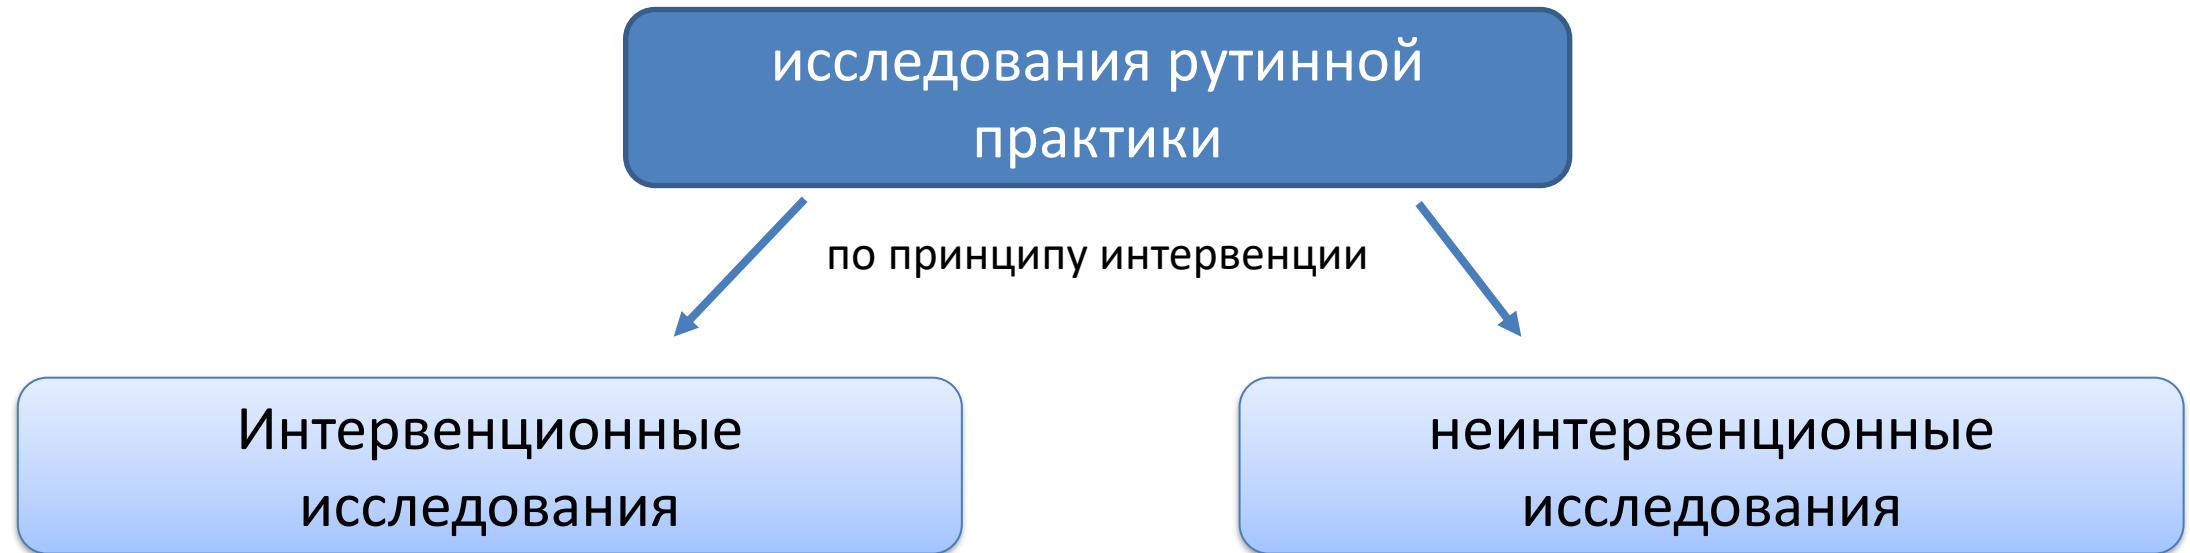 исследования рутинной
практики
по принципу интервенции
Интервенционные
исследования
неинтервенционные
исследования